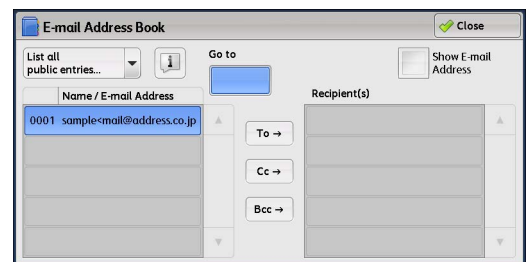 E-mail Address Book
Close
List all
public entries...
i
Go to
Show E-mail
Address
Name / E-mail Address
Recipient(s)
0001 sample<mail@address.co.jp
To →
Cc →
Bcc →